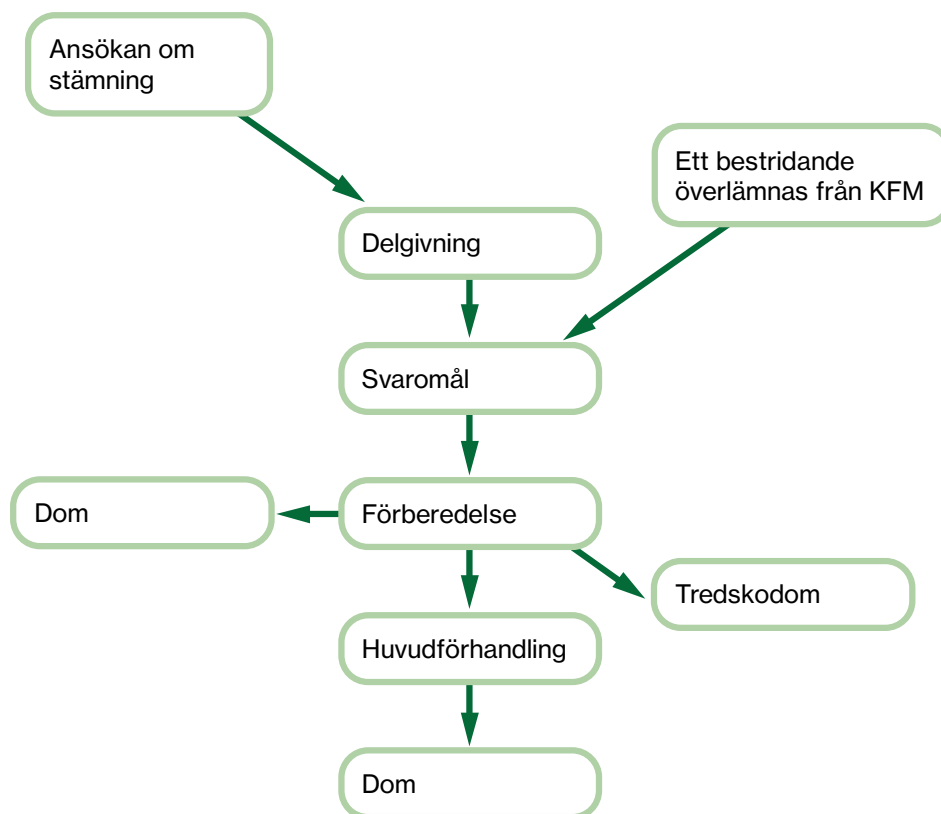 Ansökan om
stämning
Ett bestridande
överlämnas från KFM
Delgivning
Svaromål
Dom
Förberedelse
Tredskodom
Huvudförhandling
Dom